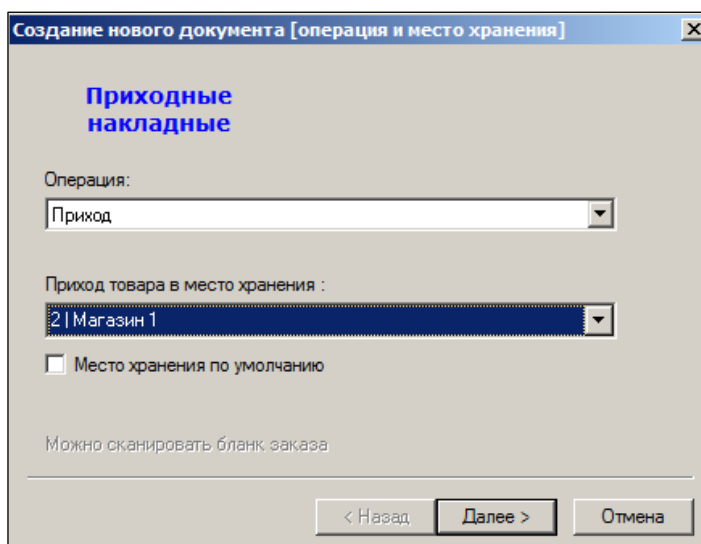 Создание нового документа [операция и место хранения]
Приходные
накладные
Операция:
Приход
Приход товара в место хранения :
2 | Магазин 1
Место хранения по умолчанию
Можно сканировать бланк заказа
< Назад Далее > Отмена